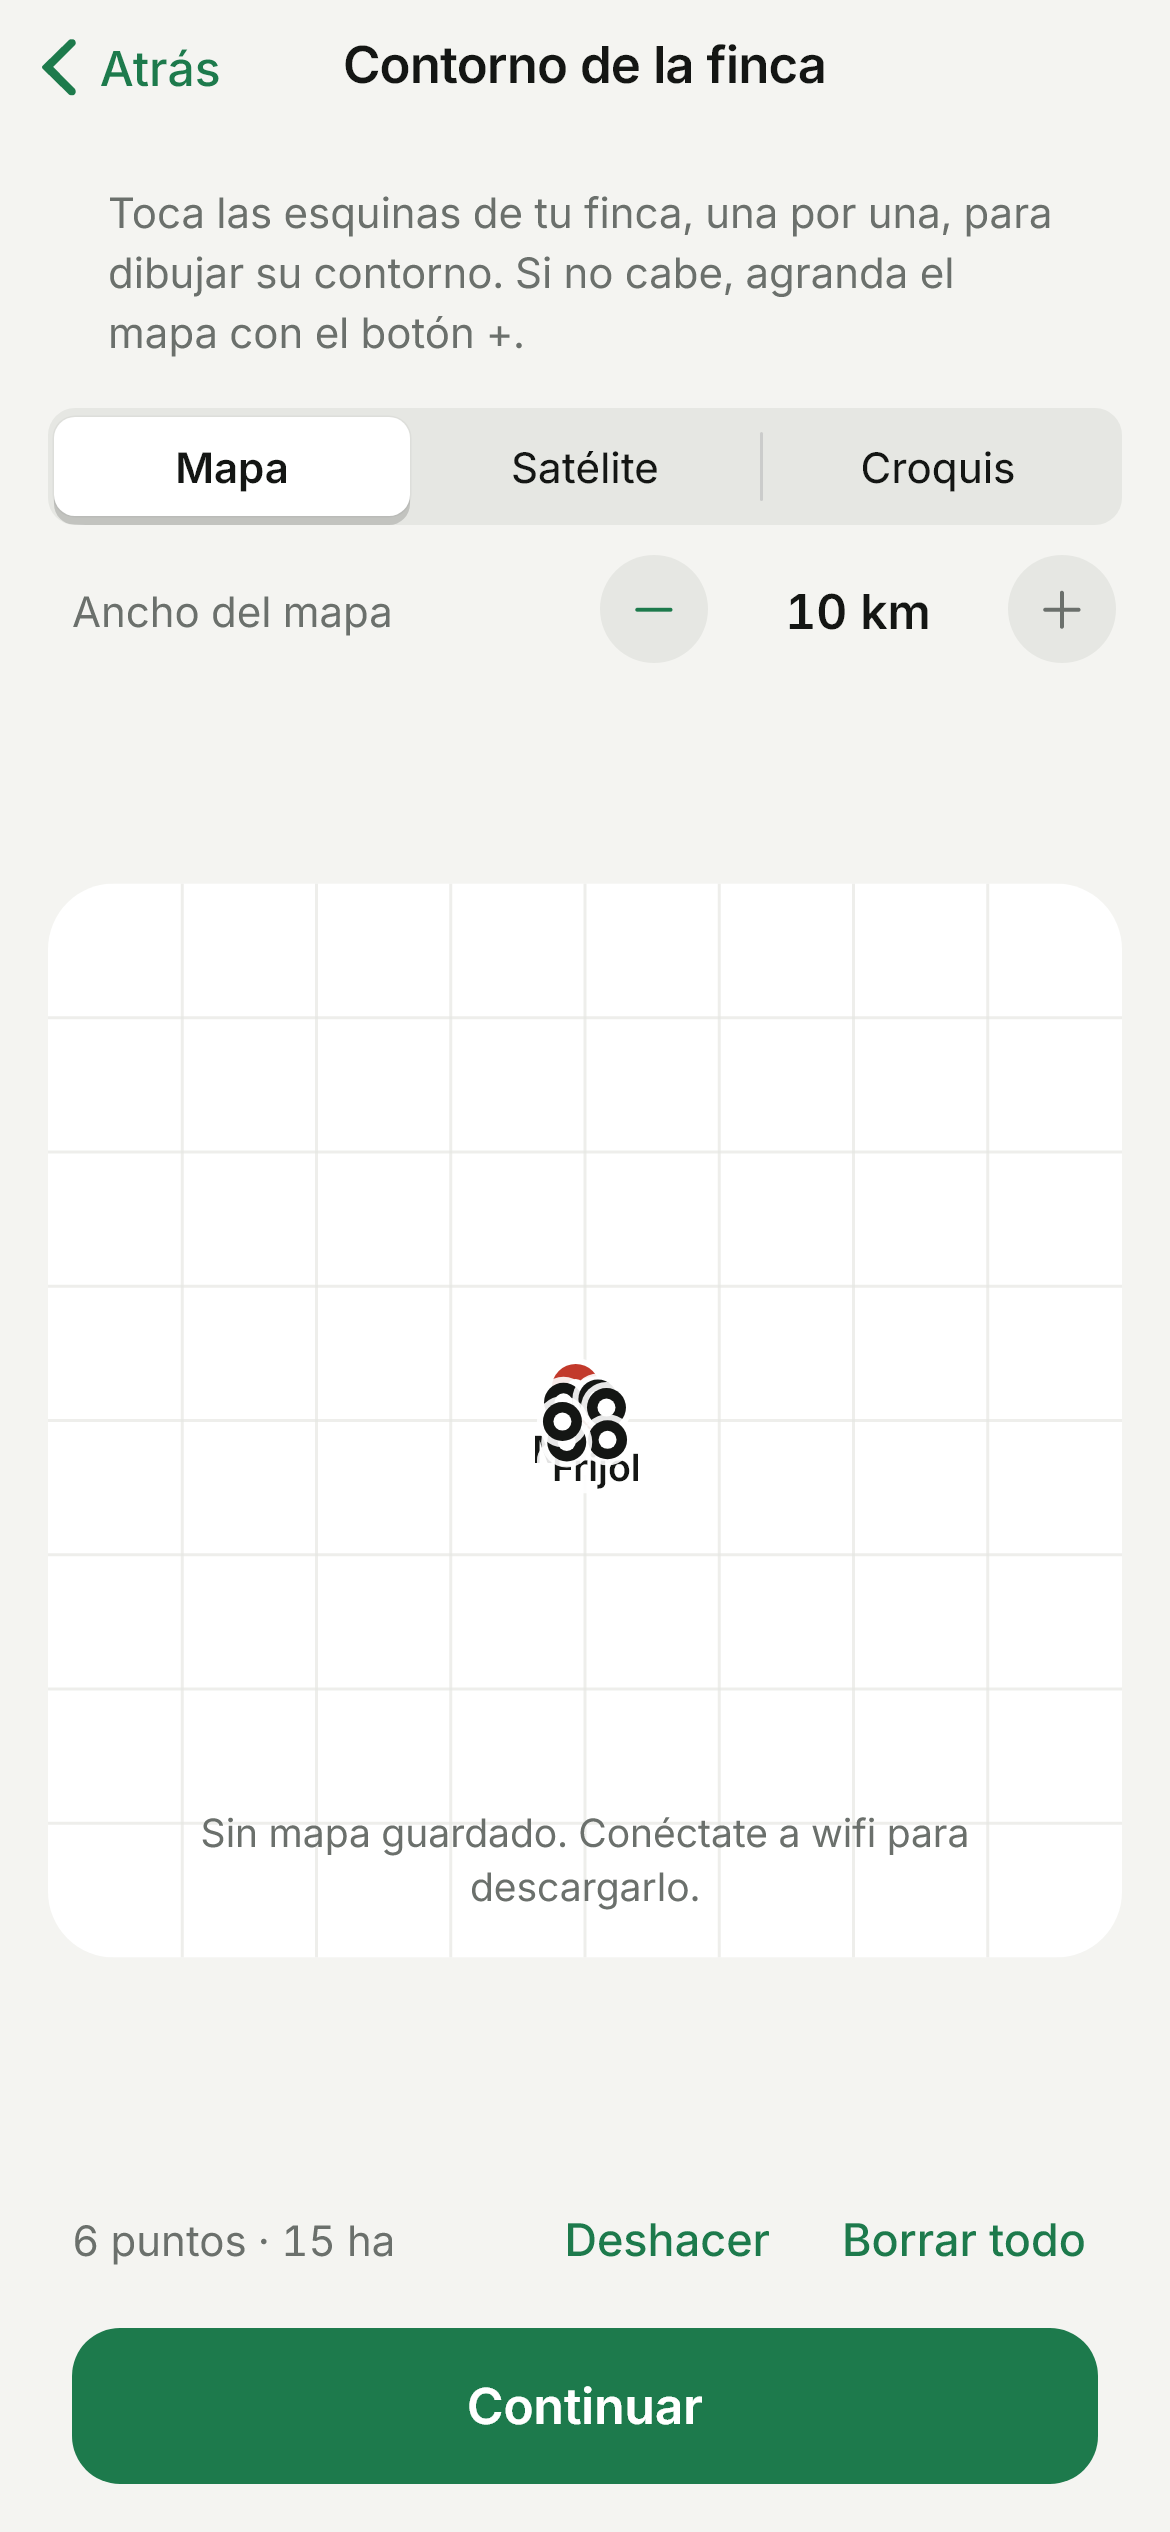 Atrás
Contorno de la finca
Toca las esquinas de tu finca, una por una, para
dibujar su contorno. Si no cabe, agranda el
mapa con el botón +.
Mapa
Satélite
Croquis
Ancho del mapa
10 km
Frijol
Sin mapa guardado. Conéctate a wifi para
descargarlo.
6 puntos · 15 ha
Deshacer
Borrar todo
Continuar